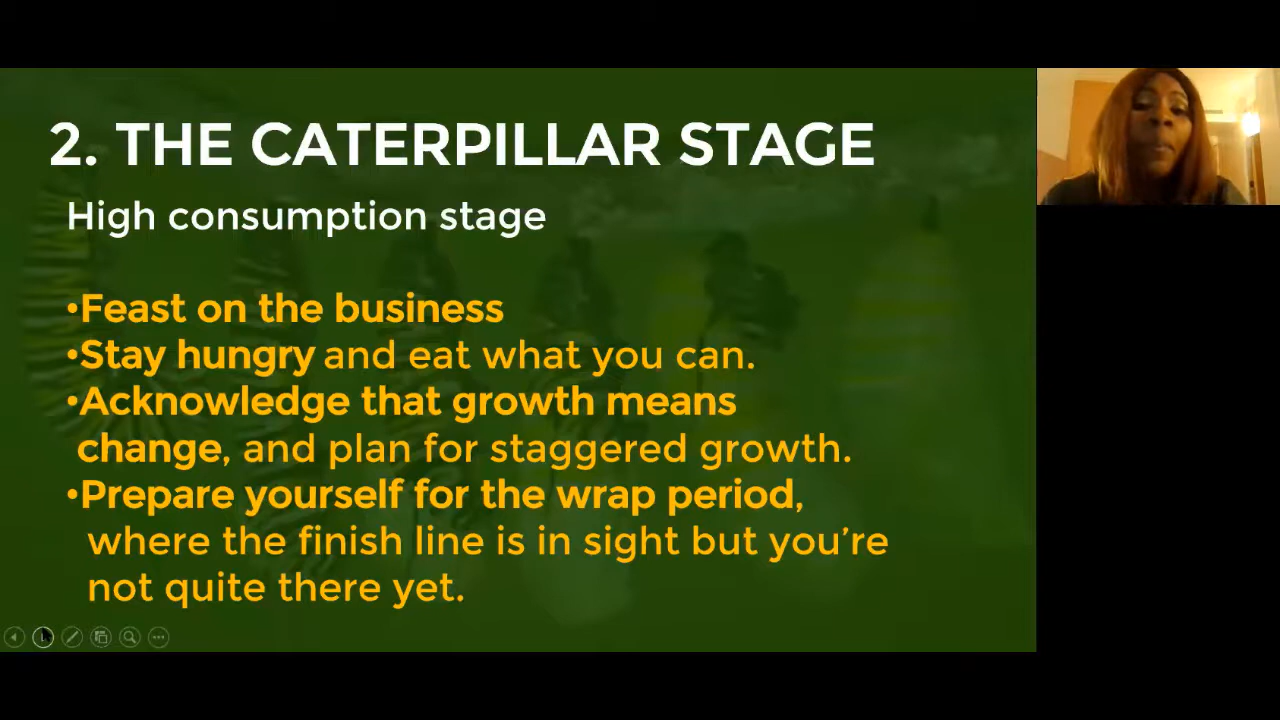 2. THE CATERPILLAR STAGE
High consumption stage
•Feast on the business
•Stay hungry and eat what you can.
•Acknowledge that growth means
change, and plan for staggered growth.
•Prepare yourself for the wrap period,
where the finish line is in sight but you’re
not quite there yet.